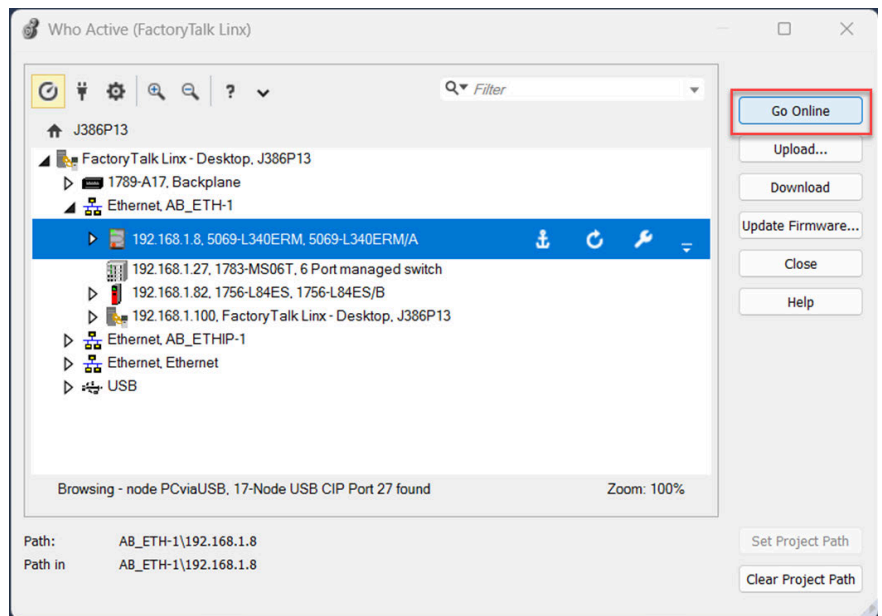 Who Active (FactoryTalk Linx)
?
Filter
J386P13
FactoryTalk Linx - Desktop, J386P13
1789-A17, Backplane
Ethernet, AB_ETH-1
192.168.1.8, 5069-L340ERM, 5069-L340ERM/A
192.168.1.27, 1783-MS06T, 6 Port managed switch
192.168.1.82, 1756-L84ES, 1756-L84ES/B
192.168.1.100, FactoryTalk Linx - Desktop, J386P13
Ethernet, AB_ETHIP-1
Ethernet, Ethernet
USB
Browsing - node PCviaUSB, 17-Node USB CIP Port 27 found Zoom: 100%
Go Online
Upload...
Download
Update Firmware...
Close
Help
Path: AB_ETH-1\192.168.1.8
Path in AB_ETH-1\192.168.1.8
Set Project Path
Clear Project Path